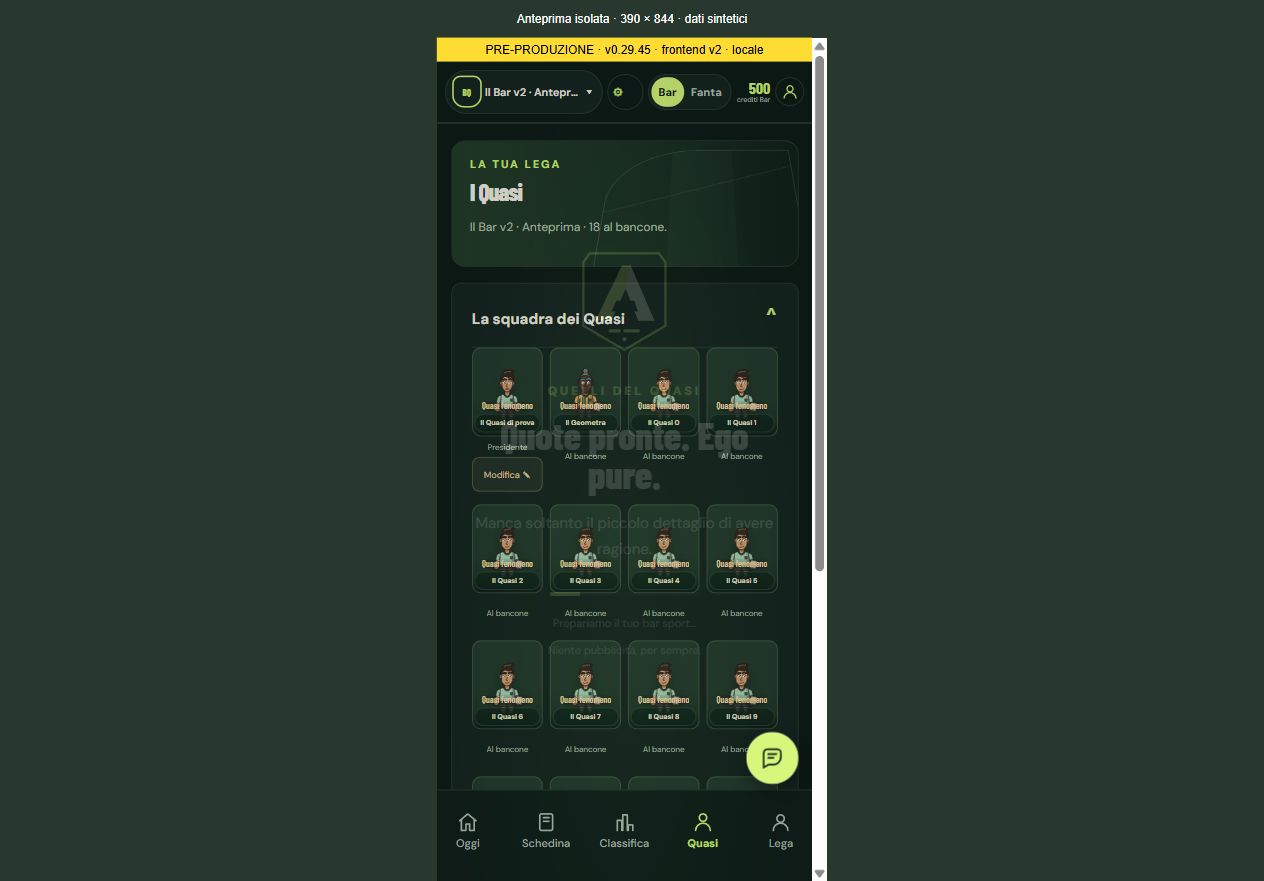 Anteprima isolata · 390 × 844 · dati sintetici
PRE-PRODUZIONE · v0.29.45 · frontend v2 · locale
BQ Il Bar v2 · Antepr... Bar Fanta 500
crediti Bar
LA TUA LEGA
I Quasi
Il Bar v2 · Anteprima · 18 al bancone.
La squadra dei Quasi
QUELLI DEL QUASI
Quasi fenomeno Quasi fenomeno Quasi fenomeno Quasi fenomeno
Il Quasi di prova Il Geometra Il Quasi 0 Il Quasi 1
Quote pronte. Ego
pure.
Presidente Al bancone Al bancone Al bancone
Modifica
Manca soltanto il piccolo dettaglio di avere
ragione.
Quasi fenomeno Quasi fenomeno Quasi fenomeno Quasi fenomeno
Il Quasi 2 Il Quasi 3 Il Quasi 4 Il Quasi 5
Al bancone Al bancone Al bancone Al bancone
Prepariamo il tuo bar sport...
Niente pubblicità, per sempre.
Quasi fenomeno Quasi fenomeno Quasi fenomeno Quasi fenomeno
Il Quasi 6 Il Quasi 7 Il Quasi 8 Il Quasi 9
Al bancone Al bancone Al bancone Al
Oggi Schedina Classifica Quasi Lega